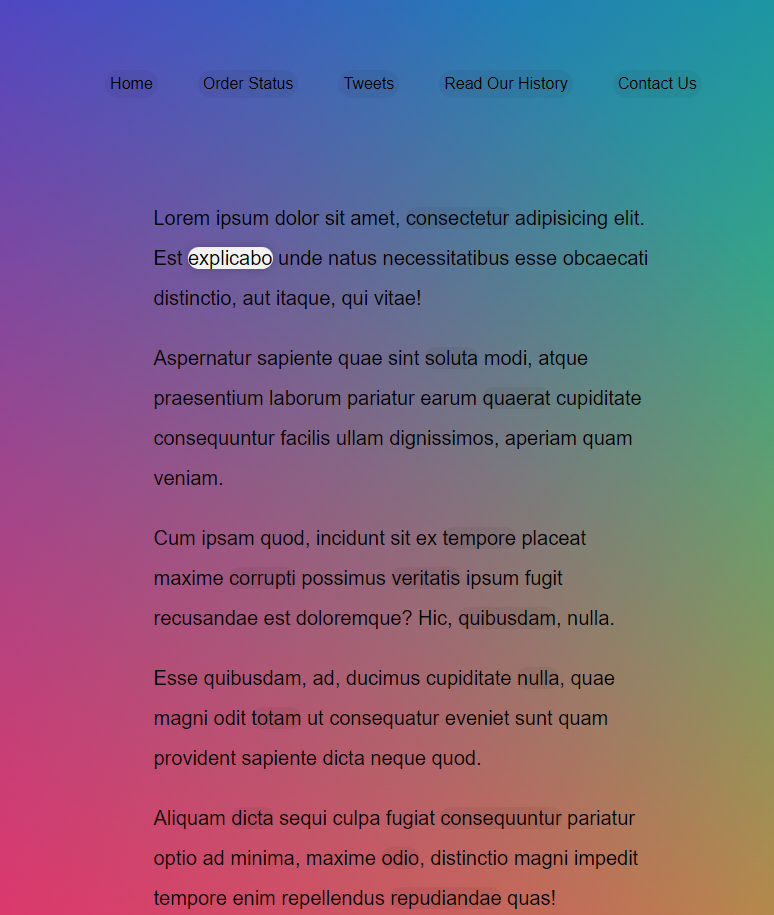 Home Order Status Tweets Read Our History Contact Us
Lorem ipsum dolor sit amet, consectetur adipisicing elit.
Est explicabo unde natus necessitatibus esse obcaecati
distinctio, aut itaque, qui vitae!
Aspernatur sapiente quae sint soluta modi, atque
praesentium laborum pariatur earum quaerat cupiditate
consequuntur facilis ullam dignissimos, aperiam quam
veniam.
Cum ipsam quod, incidunt sit ex tempore placeat
maxime corrupti possimus veritatis ipsum fugit
recusandae est doloremque? Hic, quibusdam, nulla.
Esse quibusdam, ad, ducimus cupiditate nulla, quae
magni odit totam ut consequatur eveniet sunt quam
provident sapiente dicta neque quod.
Aliquam dicta sequi culpa fugiat consequuntur pariatur
optio ad minima, maxime odio, distinctio magni impedit
tempore enim repellendus repudiandae quas!